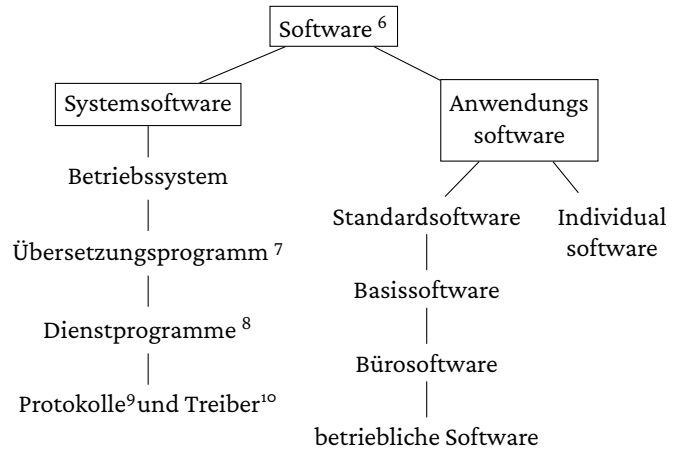 Software ⁶
Systemsoftware
Anwendungs
software
Betriebssystem
Standardsoftware
Individual
software
Übersetzungsprogramm ⁷
Basissoftware
Dienstprogramme ⁸
Bürosoftware
Protokolle⁹ und Treiber¹⁰
betriebliche Software